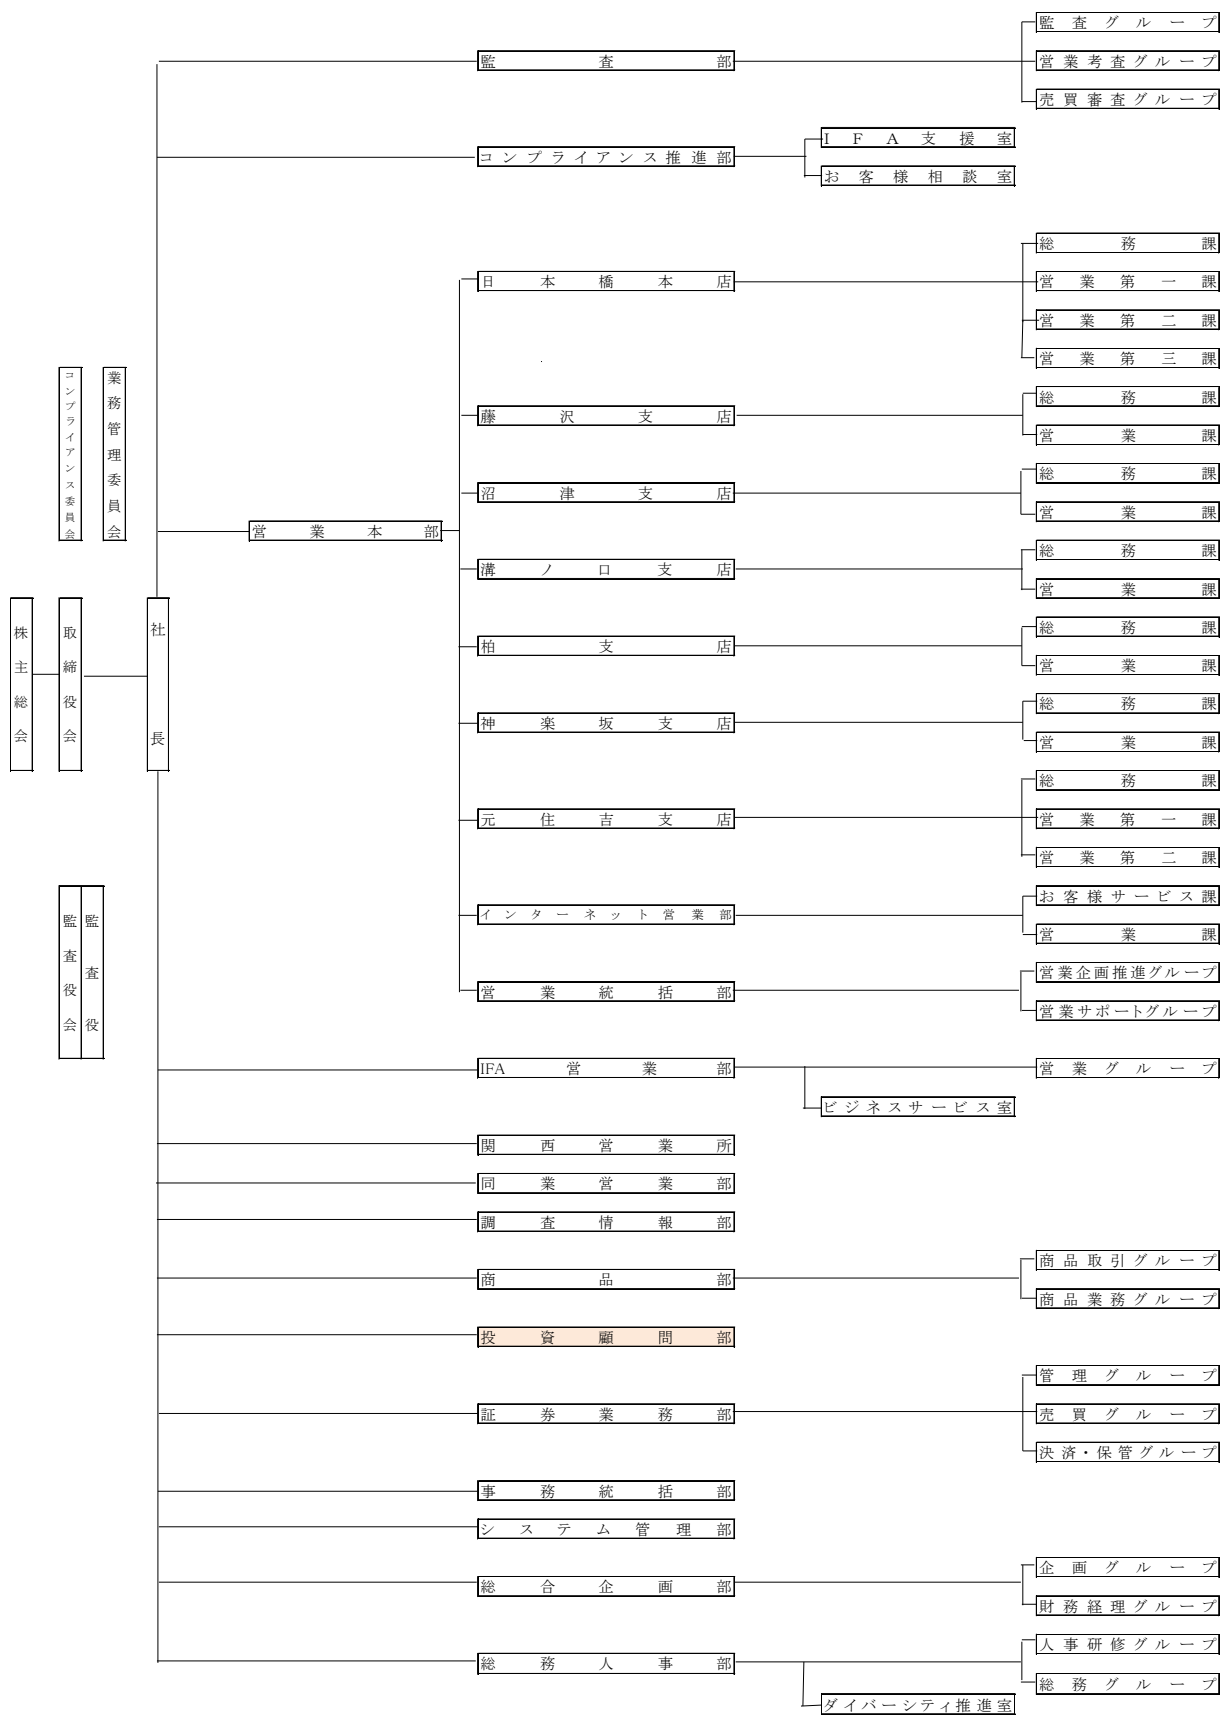 監査グループ
監査部
営業考査グループ
売買審査グループ
IFA支援室
コンプライアンス推進部
お客様相談室
総務課
日本橋本店
営業第一課
営業第二課
営業第三課
コンプライアンス委員会
業務管理委員会
総務課
藤沢支店
営業課
総務課
沼津支店
営業課
営業本部
総務課
溝ノ口支店
営業課
株主総会
取締役会
社長
総務課
柏支店
営業課
総務課
神楽坂支店
営業課
総務課
元住吉支店
営業第一課
営業第二課
監査役会
監査役
お客様サービス課
インターネット営業部
営業課
営業企画推進グループ
営業統括部
営業サポートグループ
IFA営業部
営業グループ
ビジネスサービス室
関西営業所
同業営業部
調査情報部
商品取引グループ
商品部
商品業務グループ
投資顧問部
管理グループ
証券業務部
売買グループ
決済・保管グループ
事務統括部
システム管理部
企画グループ
総合企画部
財務経理グループ
人事研修グループ
総務人事部
総務グループ
ダイバーシティ推進室